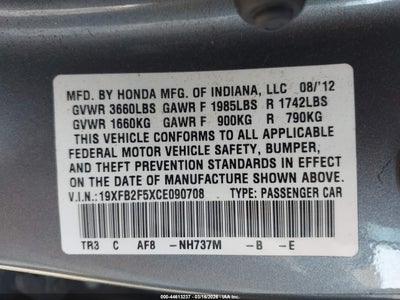 MFD. BY HONDA MFG. OF INDIANA, LLC 08/'12
GVWR 3660LBS GAWR F 1985LBS R 1742LBS
GVWR 1660KG GAWR F 900KG R 790KG
THIS VEHICLE CONFORMS TO ALL APPLICABLE
FEDERAL MOTOR VEHICLE SAFETY, BUMPER,
AND THEFT PREVENTION STANDARDS IN EFFECT
ON THE DATE OF MANUFACTURE SHOWN ABOVE.
V.I.N.: 19XFB2F5XCE090708 TYPE: PASSENGER CAR
TR3 C AF8 -NH737M -B -E
© 44613237 - 03/16/2026 - IAA Inc.